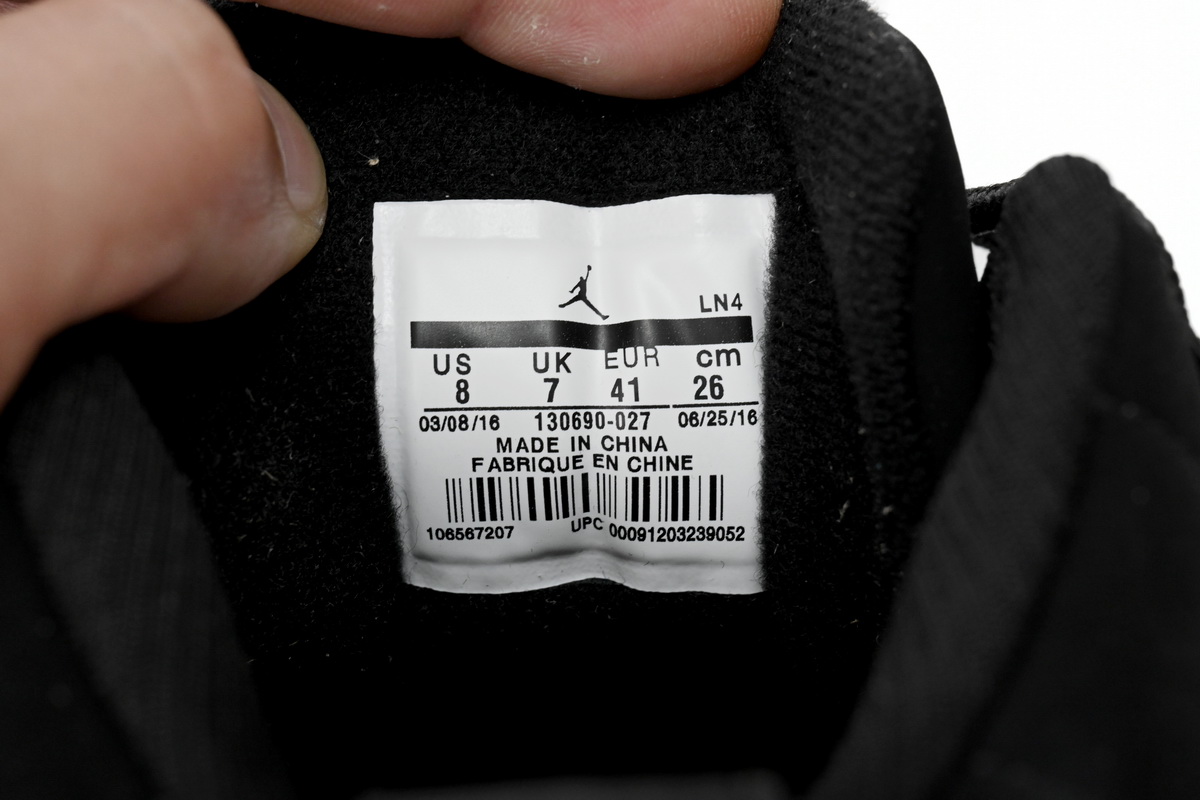 LN4
US UK EUR cm
8 7 41 26
03/08/16 130690-027 06/25/16
MADE IN CHINA
FABRIQUE EN CHINE
106567207 UPC 00091203239052